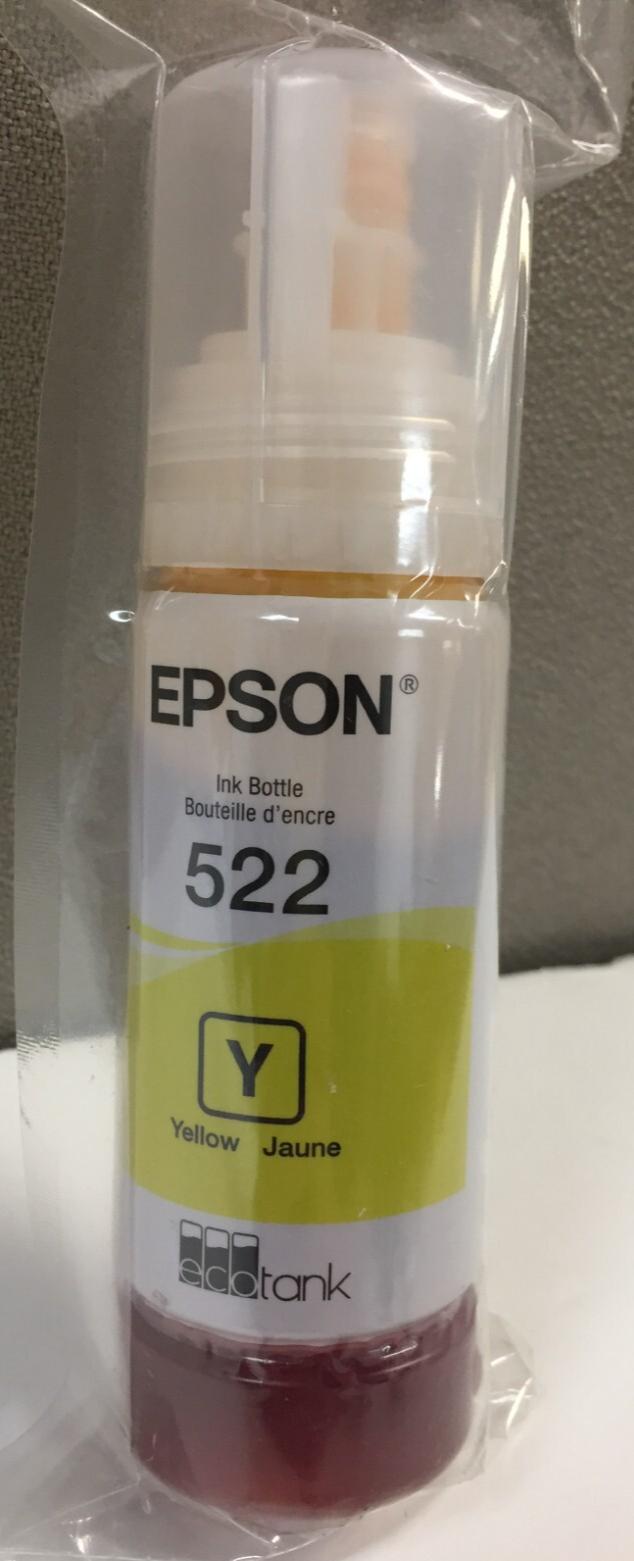 EPSON®
Ink Bottle
Bouteille d'encre
522
Y
Yellow Jaune
ecotank